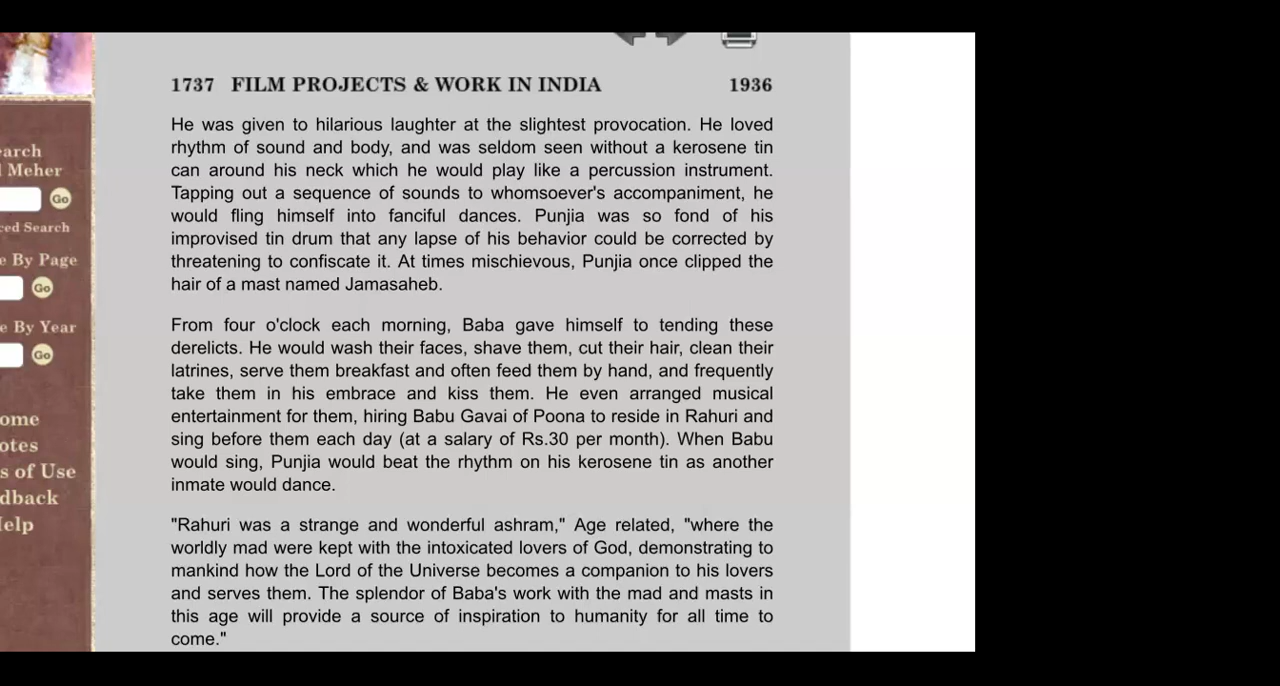 1737 FILM PROJECTS & WORK IN INDIA 1936
He was given to hilarious laughter at the slightest provocation. He loved
rhythm of sound and body, and was seldom seen without a kerosene tin
can around his neck which he would play like a percussion instrument.
Tapping out a sequence of sounds to whomsoever's accompaniment, he
would fling himself into fanciful dances. Punjia was so fond of his
improvised tin drum that any lapse of his behavior could be corrected by
threatening to confiscate it. At times mischievous, Punjia once clipped the
hair of a mast named Jamasaheb.
From four o'clock each morning, Baba gave himself to tending these
derelicts. He would wash their faces, shave them, cut their hair, clean their
latrines, serve them breakfast and often feed them by hand, and frequently
take them in his embrace and kiss them. He even arranged musical
entertainment for them, hiring Babu Gavai of Poona to reside in Rahuri and
sing before them each day (at a salary of Rs.30 per month). When Babu
would sing, Punjia would beat the rhythm on his kerosene tin as another
inmate would dance.
"Rahuri was a strange and wonderful ashram," Age related, "where the
worldly mad were kept with the intoxicated lovers of God, demonstrating to
mankind how the Lord of the Universe becomes a companion to his lovers
and serves them. The splendor of Baba's work with the mad and masts in
this age will provide a source of inspiration to humanity for all time to
come."
earch
l Meher
Go
ced Search
e By Page
Go
e By Year
Go
ome
otes
s of Use
dback
Help